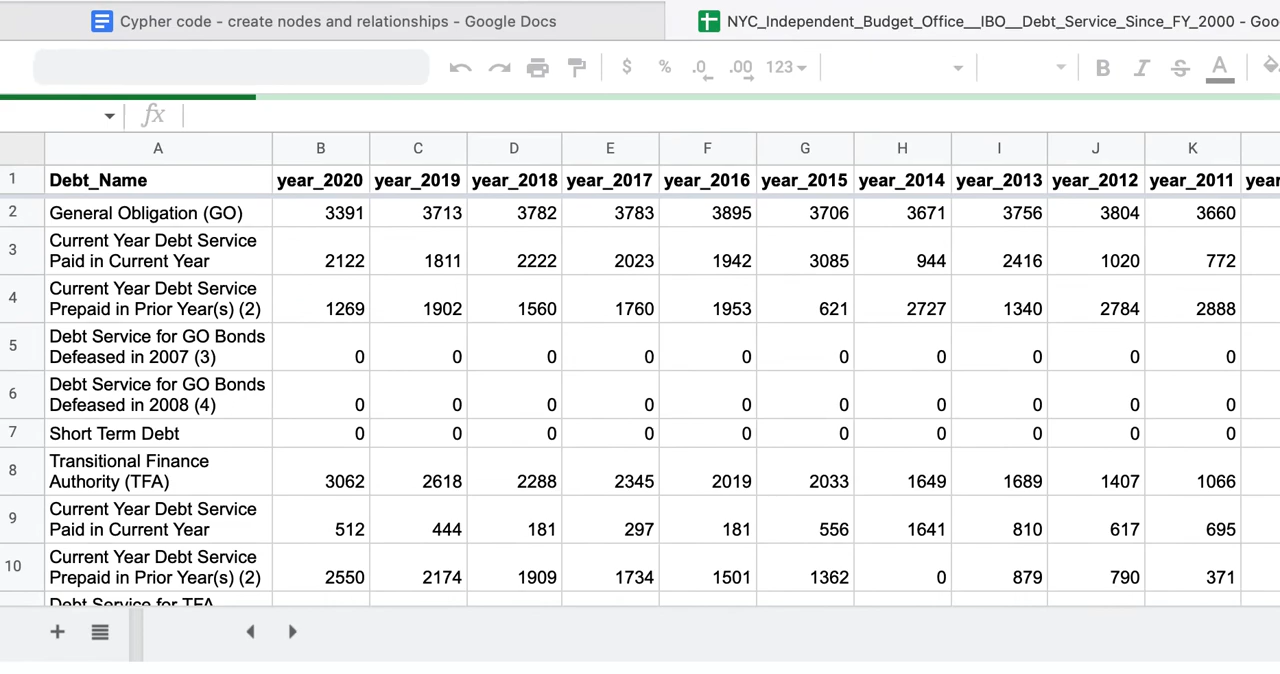 Cypher code - create nodes and relationships - Google Docs
NYC_Independent_Budget_Office__IBO__Debt_Service_Since_FY_2000 - Goo
$ % .0 .00 123 B I S A
fx
A B C D E F G H I J K
1 Debt_Name year_2020 year_2019 year_2018 year_2017 year_2016 year_2015 year_2014 year_2013 year_2012 year_2011 year
2 General Obligation (GO) 3391 3713 3782 3783 3895 3706 3671 3756 3804 3660
3 Current Year Debt Service
Paid in Current Year 2122 1811 2222 2023 1942 3085 944 2416 1020 772
4 Current Year Debt Service
Prepaid in Prior Year(s) (2) 1269 1902 1560 1760 1953 621 2727 1340 2784 2888
5 Debt Service for GO Bonds
Defeased in 2007 (3) 0 0 0 0 0 0 0 0 0 0
6 Debt Service for GO Bonds
Defeased in 2008 (4) 0 0 0 0 0 0 0 0 0 0
7 Short Term Debt 0 0 0 0 0 0 0 0 0 0
8 Transitional Finance
Authority (TFA) 3062 2618 2288 2345 2019 2033 1649 1689 1407 1066
9 Current Year Debt Service
Paid in Current Year 512 444 181 297 181 556 1641 810 617 695
10 Current Year Debt Service
Prepaid in Prior Year(s) (2) 2550 2174 1909 1734 1501 1362 0 879 790 371
Debt Service for TFA